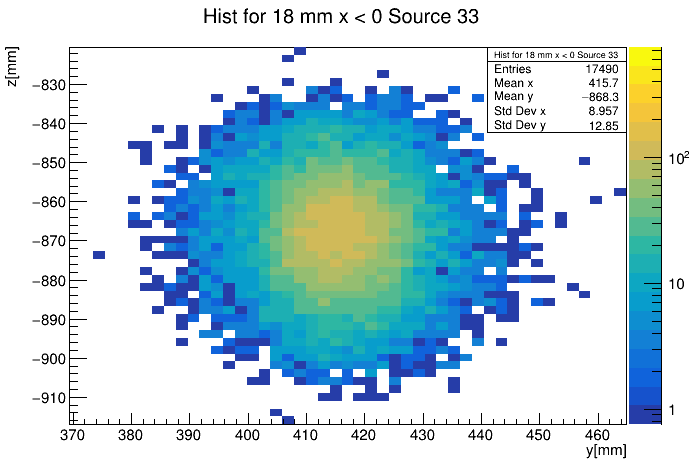 Hist for 18 mm x < 0 Source 33
z[mm]
Hist for 18 mm x < 0 Source 33
Entries 17490
Mean x 415.7
Mean y −868.3
Std Dev x 8.957
Std Dev y 12.85
−830
−840
−850
−860
−870
−880
−890
−900
−910
10²
10
1
370 380 390 400 410 420 430 440 450 460
y[mm]